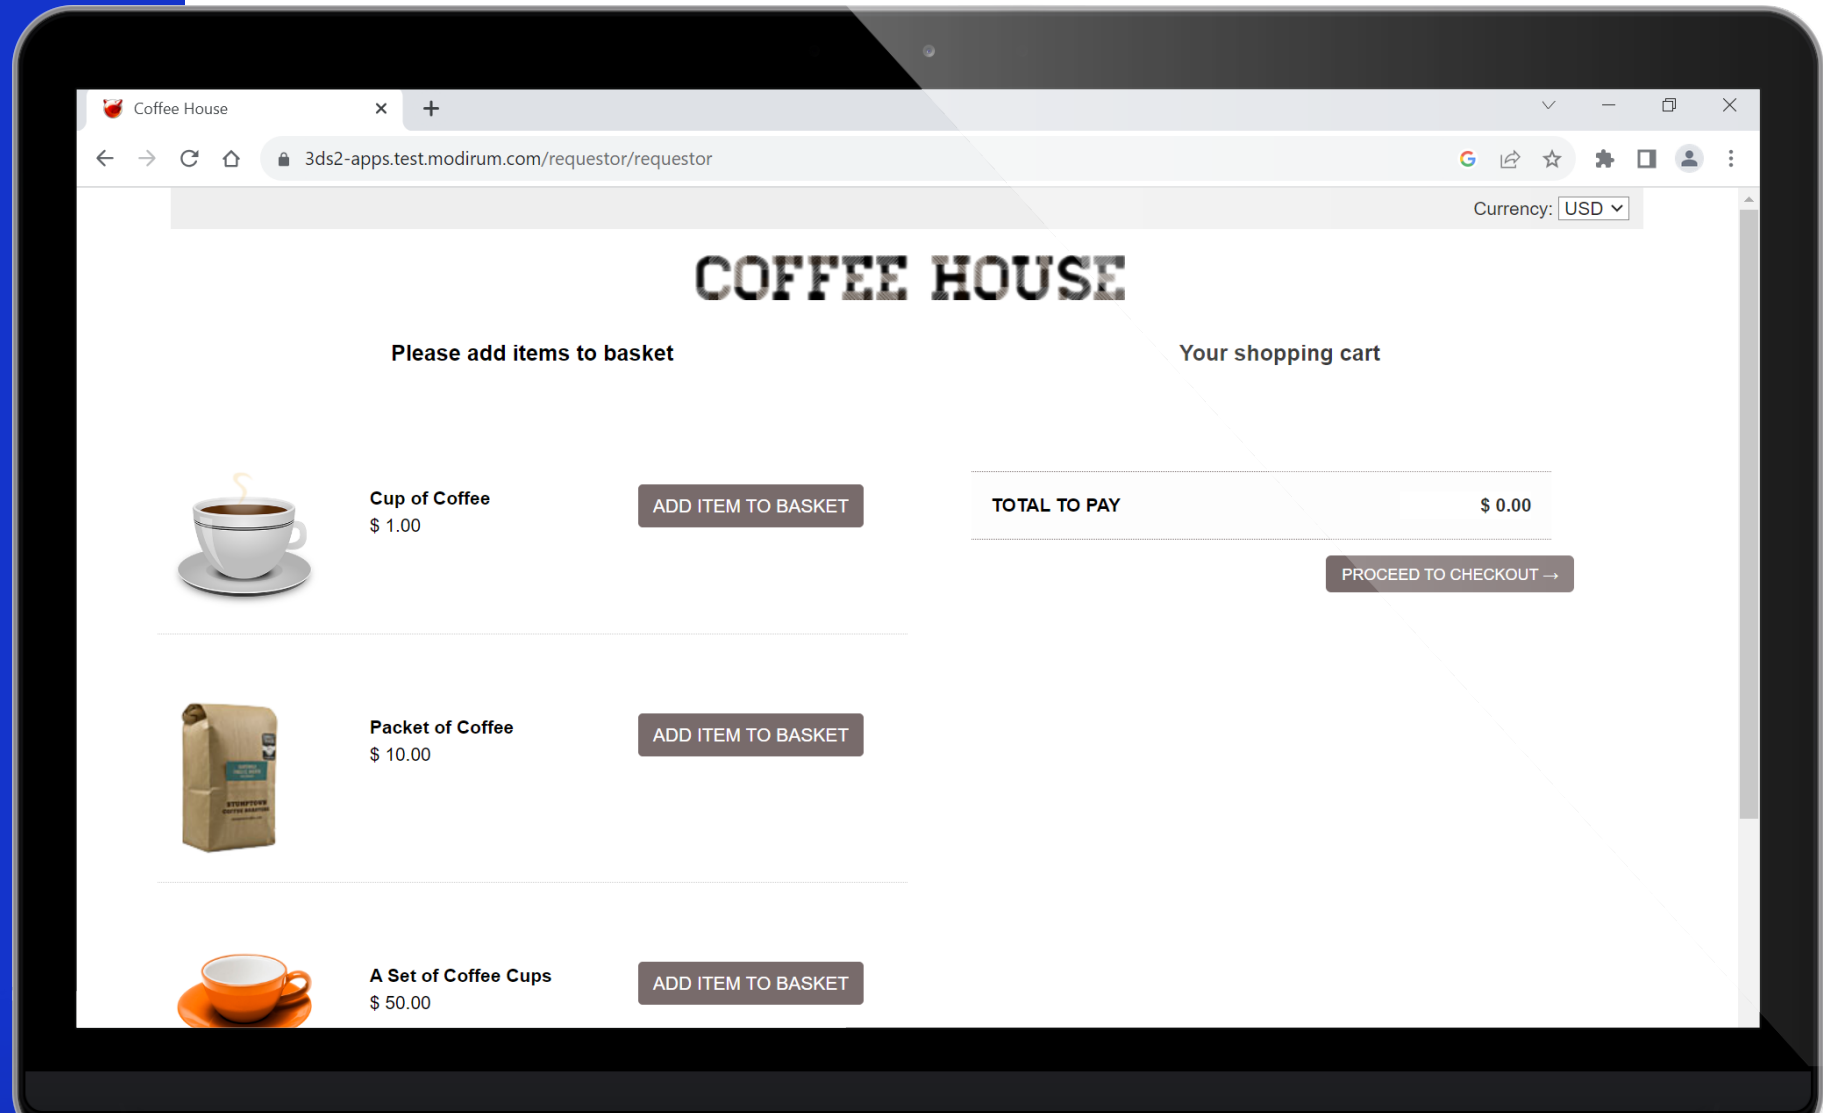 Coffee House
3ds2-apps.test.modirum.com/requestor/requestor
Currency: USD
COFFEE HOUSE
Please add items to basket
Your shopping cart
Cup of Coffee
$ 1.00
ADD ITEM TO BASKET
TOTAL TO PAY $ 0.00
PROCEED TO CHECKOUT →
Packet of Coffee
$ 10.00
ADD ITEM TO BASKET
STUMPTOWN
COFFEE ROASTERS
A Set of Coffee Cups
$ 50.00
ADD ITEM TO BASKET